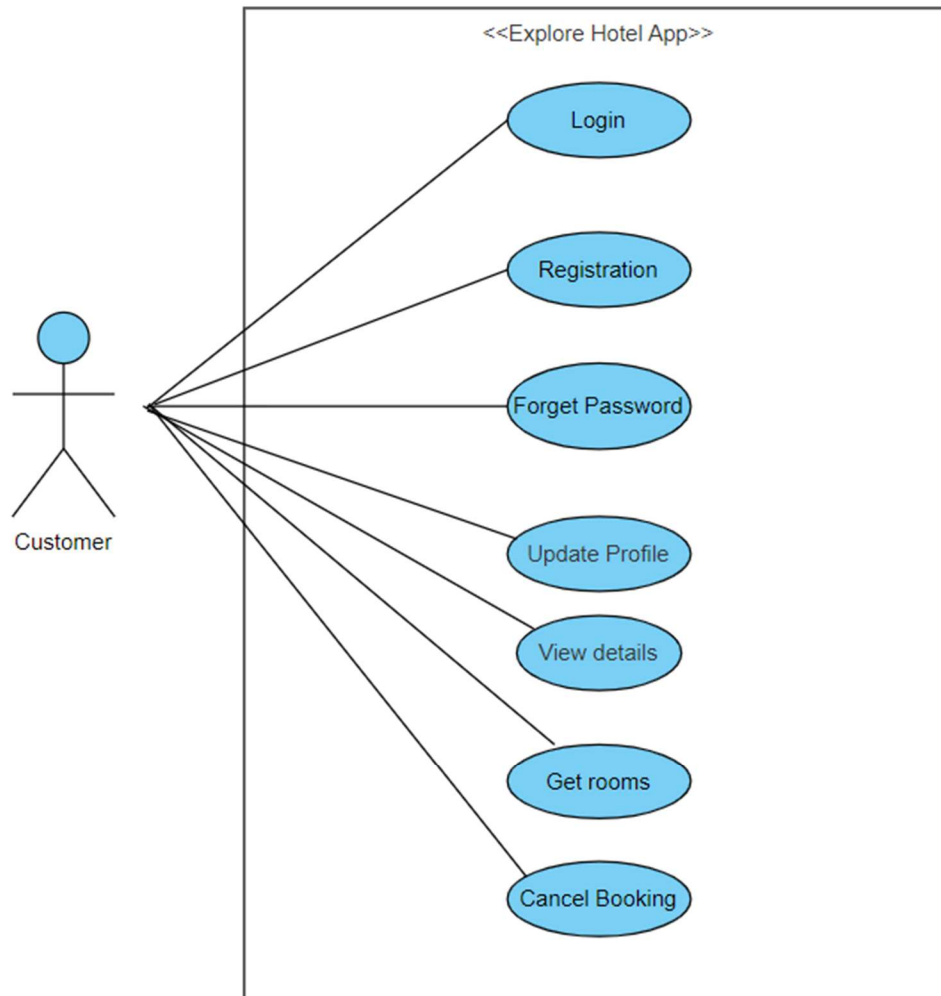 <<Explore Hotel App>>
Login
Registration
Forget Password
Customer
Update Profile
View details
Get rooms
Cancel Booking